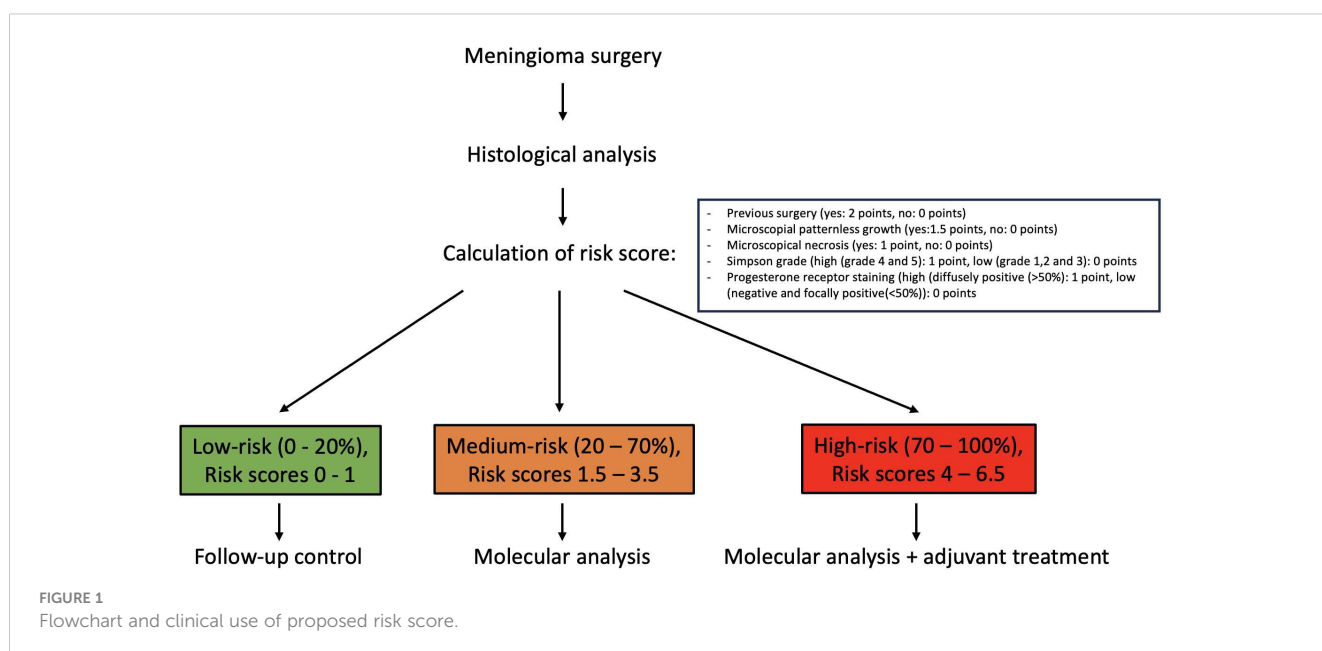 Meningioma surgery
Histological analysis
Calculation of risk score:
- Previous surgery (yes: 2 points, no: 0 points)
- Microscopial patternless growth (yes:1.5 points, no: 0 points)
- Microscopical necrosis (yes: 1 point, no: 0 points)
- Simpson grade (high (grade 4 and 5): 1 point, low (grade 1,2 and 3): 0 points
- Progesterone receptor staining (high (diffusely positive (>50%): 1 point, low
(negative and focally positive(<50%)): 0 points
Low-risk (0 - 20%),
Risk scores 0 - 1
Medium-risk (20 – 70%),
Risk scores 1.5 – 3.5
High-risk (70 – 100%),
Risk scores 4 – 6.5
Follow-up control
Molecular analysis
Molecular analysis + adjuvant treatment
FIGURE 1
Flowchart and clinical use of proposed risk score.